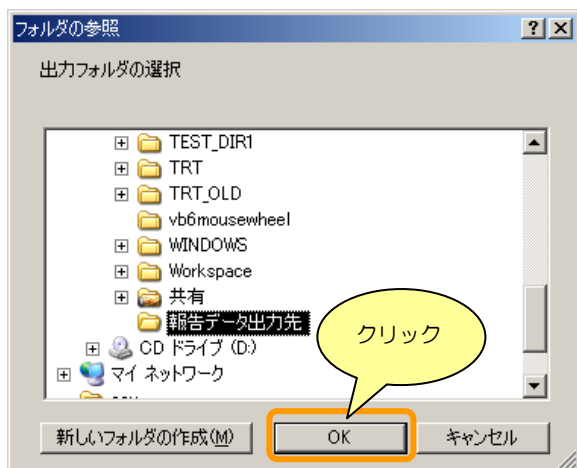 フォルダの参照
出力フォルダの選択
TEST_DIR1
TRT
TRT_OLD
vb6mousewheel
WINDOWS
Workspace
共有
報告データ出力先
クリック
CD ドライブ (D:)
マイ ネットワーク
新しいフォルダの作成(M)
OK
キャンセル